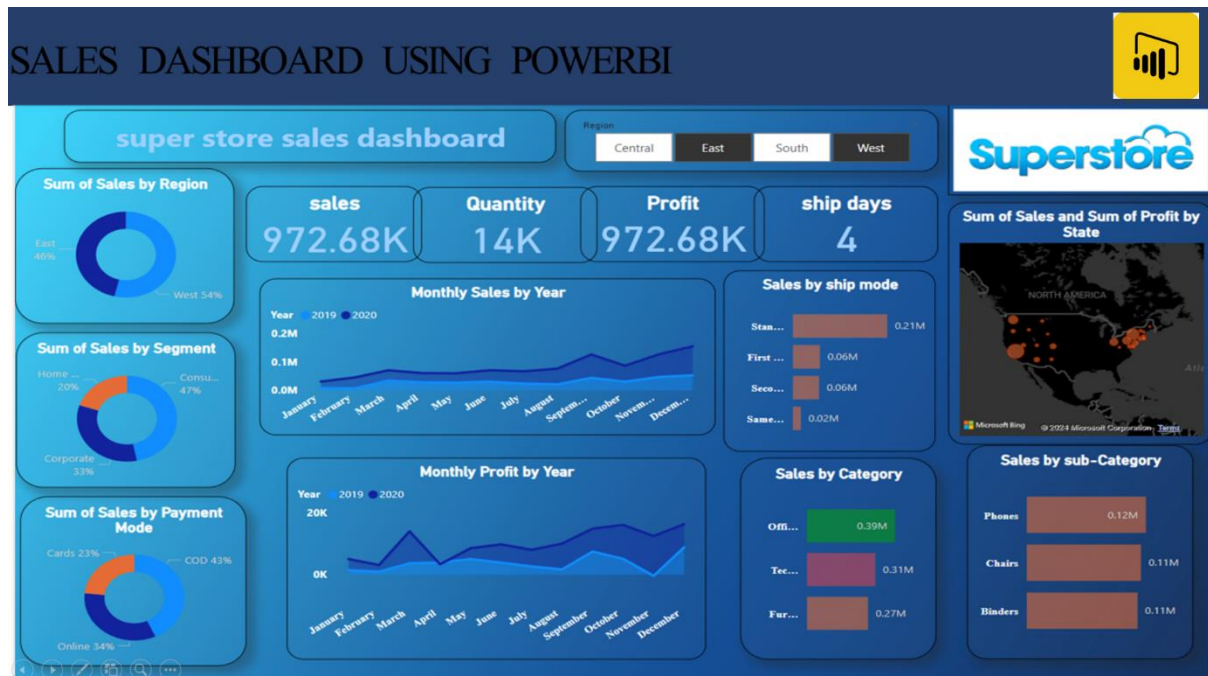 SALES DASHBOARD USING POWERBI
super store sales dashboard
Region
Central East South West
Superstore
Sum of Sales by Region
East
46%
West 54%
sales
972.68K
Quantity
14K
Profit
972.68K
ship days
4
Sum of Sales and Sum of Profit by
State
NORTH AMERICA
Atl
Microsoft Bing
© 2024 Microsoft Corporation Terms
Monthly Sales by Year
Year 2019 2020
0.2M
0.1M
0.0M
January February March April May June July August Septem... October Novem... Decem...
Sales by ship mode
Stan... 0.21M
First ... 0.06M
Seco... 0.06M
Same... 0.02M
Sum of Sales by Segment
Home ...
20%
Consu...
47%
Corporate
33%
Monthly Profit by Year
Year 2019 2020
20K
0K
January February March April May June July August September October November December
Sales by Category
Offi... 0.39M
Tec... 0.31M
Fur... 0.27M
Sales by sub-Category
Phones 0.12M
Chairs 0.11M
Binders 0.11M
Sum of Sales by Payment
Mode
Cards 23%
COD 43%
Online 34%